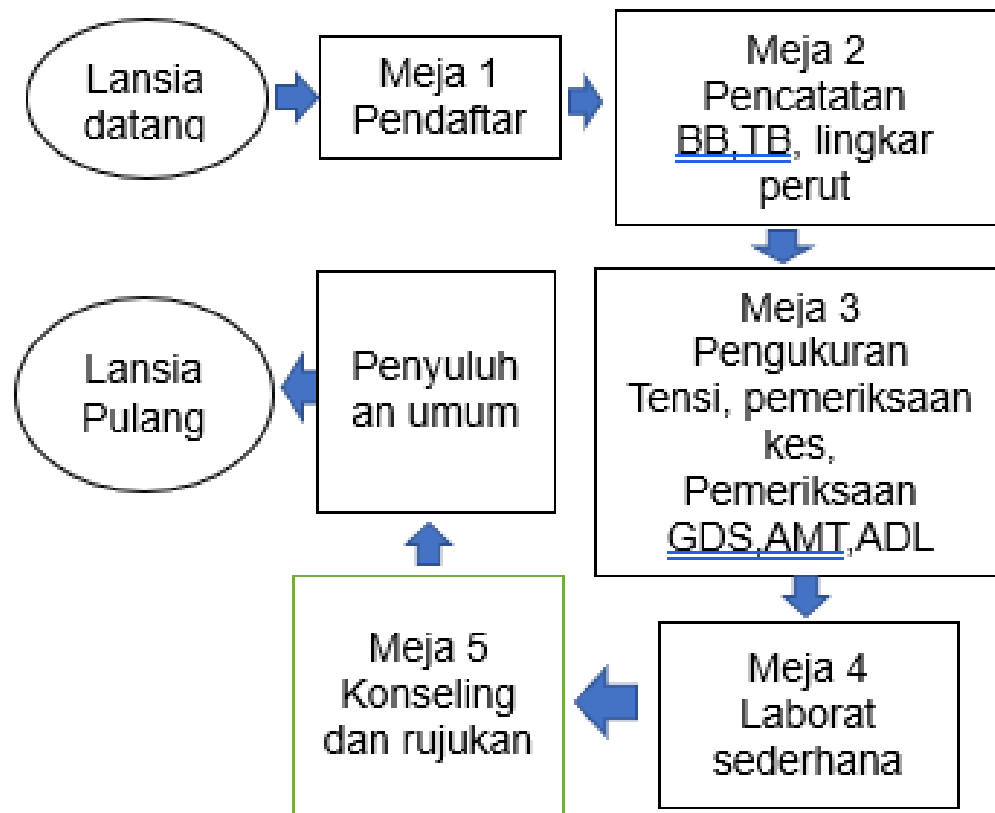 Lansia
datang
Meja 1
Pendaftar
Meja 2
Pencatatan
BB,TB, lingkar
perut
Meja 3
Pengukuran
Tensi, pemeriksaan
kes,
Pemeriksaan
GDS,AMT,ADL
Meja 4
Laborat
sederhana
Meja 5
Konseling
dan rujukan
Penyuluh
an umum
Lansia
Pulang